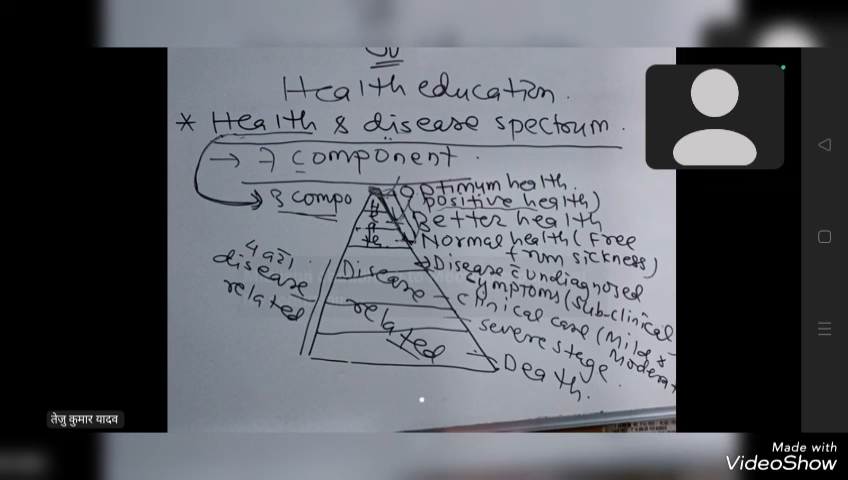 Health education.
* Health & disease spectrum.
→ 7 component.
→ 3 compo
Optimum health.
(positive health)
Better health
Normal health (Free
from sickness)
Disease c undiagnosed
symptoms (sub-clinical
clinical case (Mild &
Moderat
severe stage.
Death.
Disease
related
disease
related
तेजु कुमार यादव
Made with
VideoShow